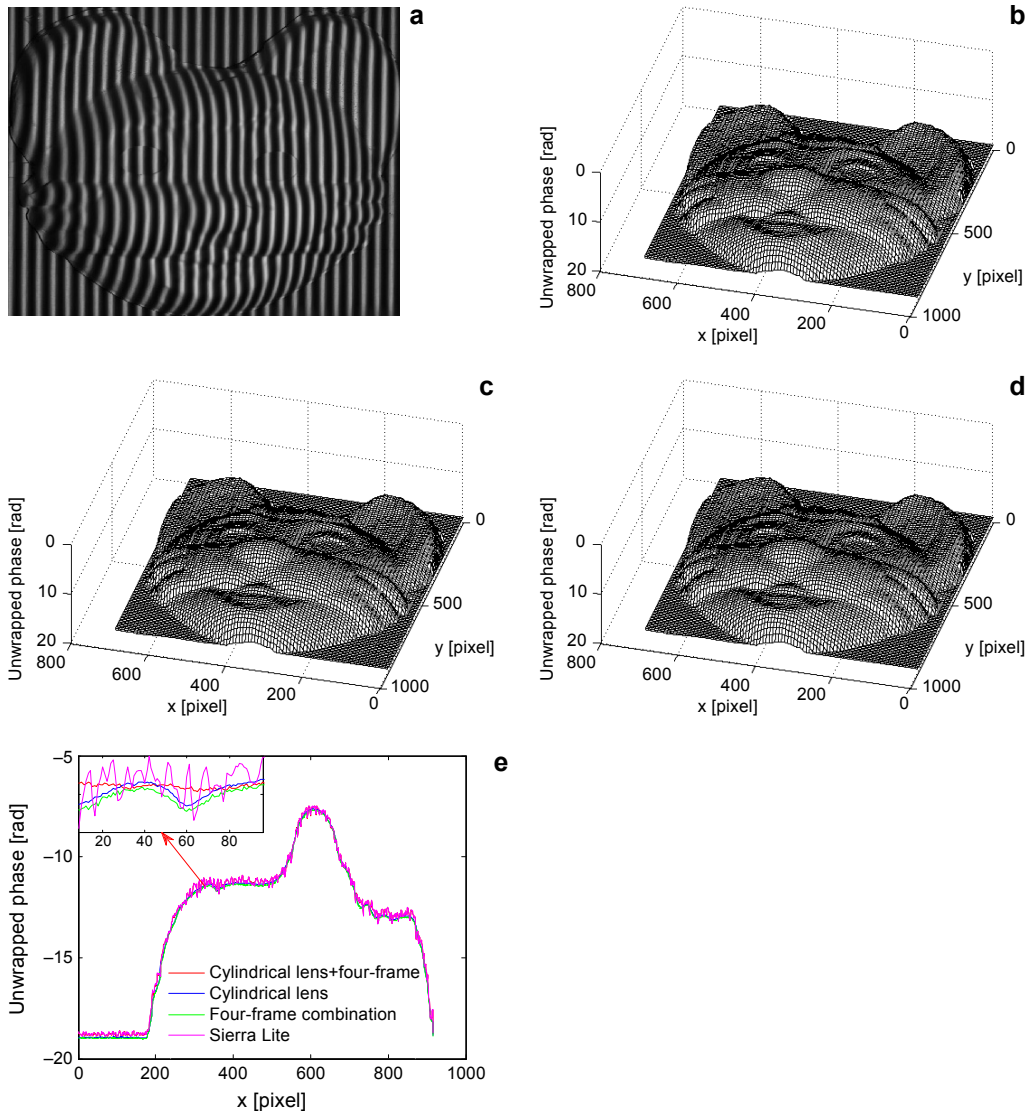 a
b
Unwrapped phase [rad]
0
10
20
800
600
400
200
0
x [pixel]
0
500
1000
y [pixel]
c
Unwrapped phase [rad]
0
10
20
800
600
400
200
0
x [pixel]
0
500
1000
y [pixel]
d
Unwrapped phase [rad]
0
10
20
800
600
400
200
0
x [pixel]
0
500
1000
y [pixel]
e
Unwrapped phase [rad]
–5
–10
–15
–20
20 40 60 80
Cylindrical lens+four-frame
Cylindrical lens
Four-frame combination
Sierra Lite
0 200 400 600 800 1000
x [pixel]